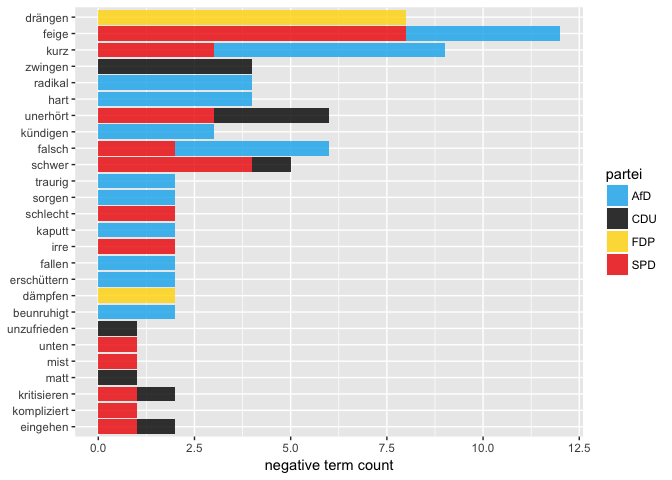 drängen
feige
kurz
zwingen
radikal
hart
unerhört
kündigen
falsch
schwer
traurig
sorgen
schlecht
kaputt
irre
fallen
erschüttern
dämpfen
beunruhigt
unzufrieden
unten
mist
matt
kritisieren
kompliziert
eingehen
0.0 2.5 5.0 7.5 10.0 12.5
negative term count
partei
AfD
CDU
FDP
SPD